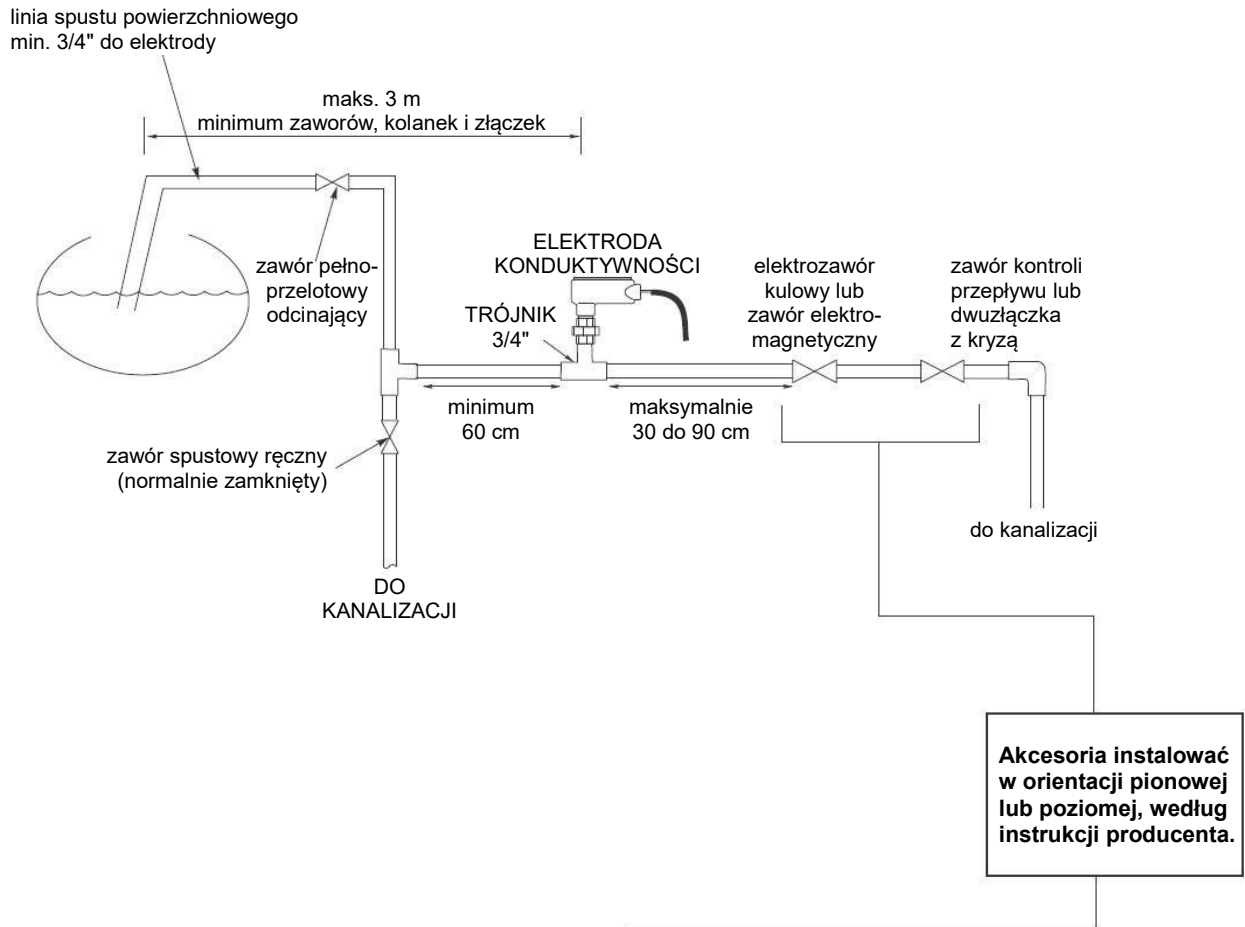 linia spustu powierzchniowego
min. 3/4" do elektrody
maks. 3 m
minimum zaworów, kolanek i złączek
zawór pełno-
przelotowy
odcinający
ELEKTRODA
KONDUKTYWNOŚCI
TRÓJNIK
3/4"
elektrozawór
kulowy lub
zawór elektro-
magnetyczny
zawór kontroli
przepływu lub
dwuzłączka
z kryzą
minimum
60 cm
maksymalnie
30 do 90 cm
zawór spustowy ręczny
(normalnie zamknięty)
do kanalizacji
DO
KANALIZACJI
Akcesoria instalować
w orientacji pionowej
lub poziomej, według
instrukcji producenta.